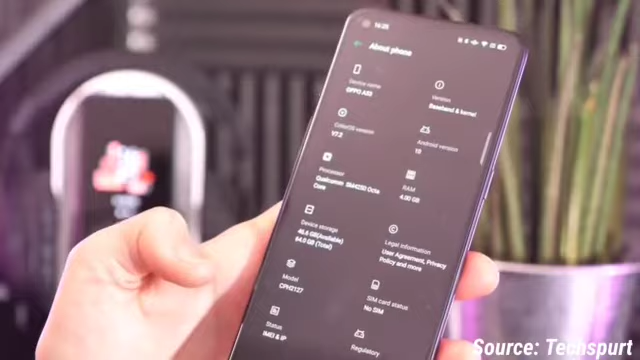 16:25
About phone
Device name
OPPO A53
Version
Baseband & kernel
ColorOS version
V7.2
Android version
10
Processor
Qualcomm SM4250 Octa
Core
RAM
4.00 GB
Device storage
46.6 GB(Available)
64.0 GB (Total)
Legal information
User Agreement, Privacy
Policy and more
Model
CPH2127
SIM card status
No SIM
Status
IMEI & IP
Regulatory
Source: Techspurt